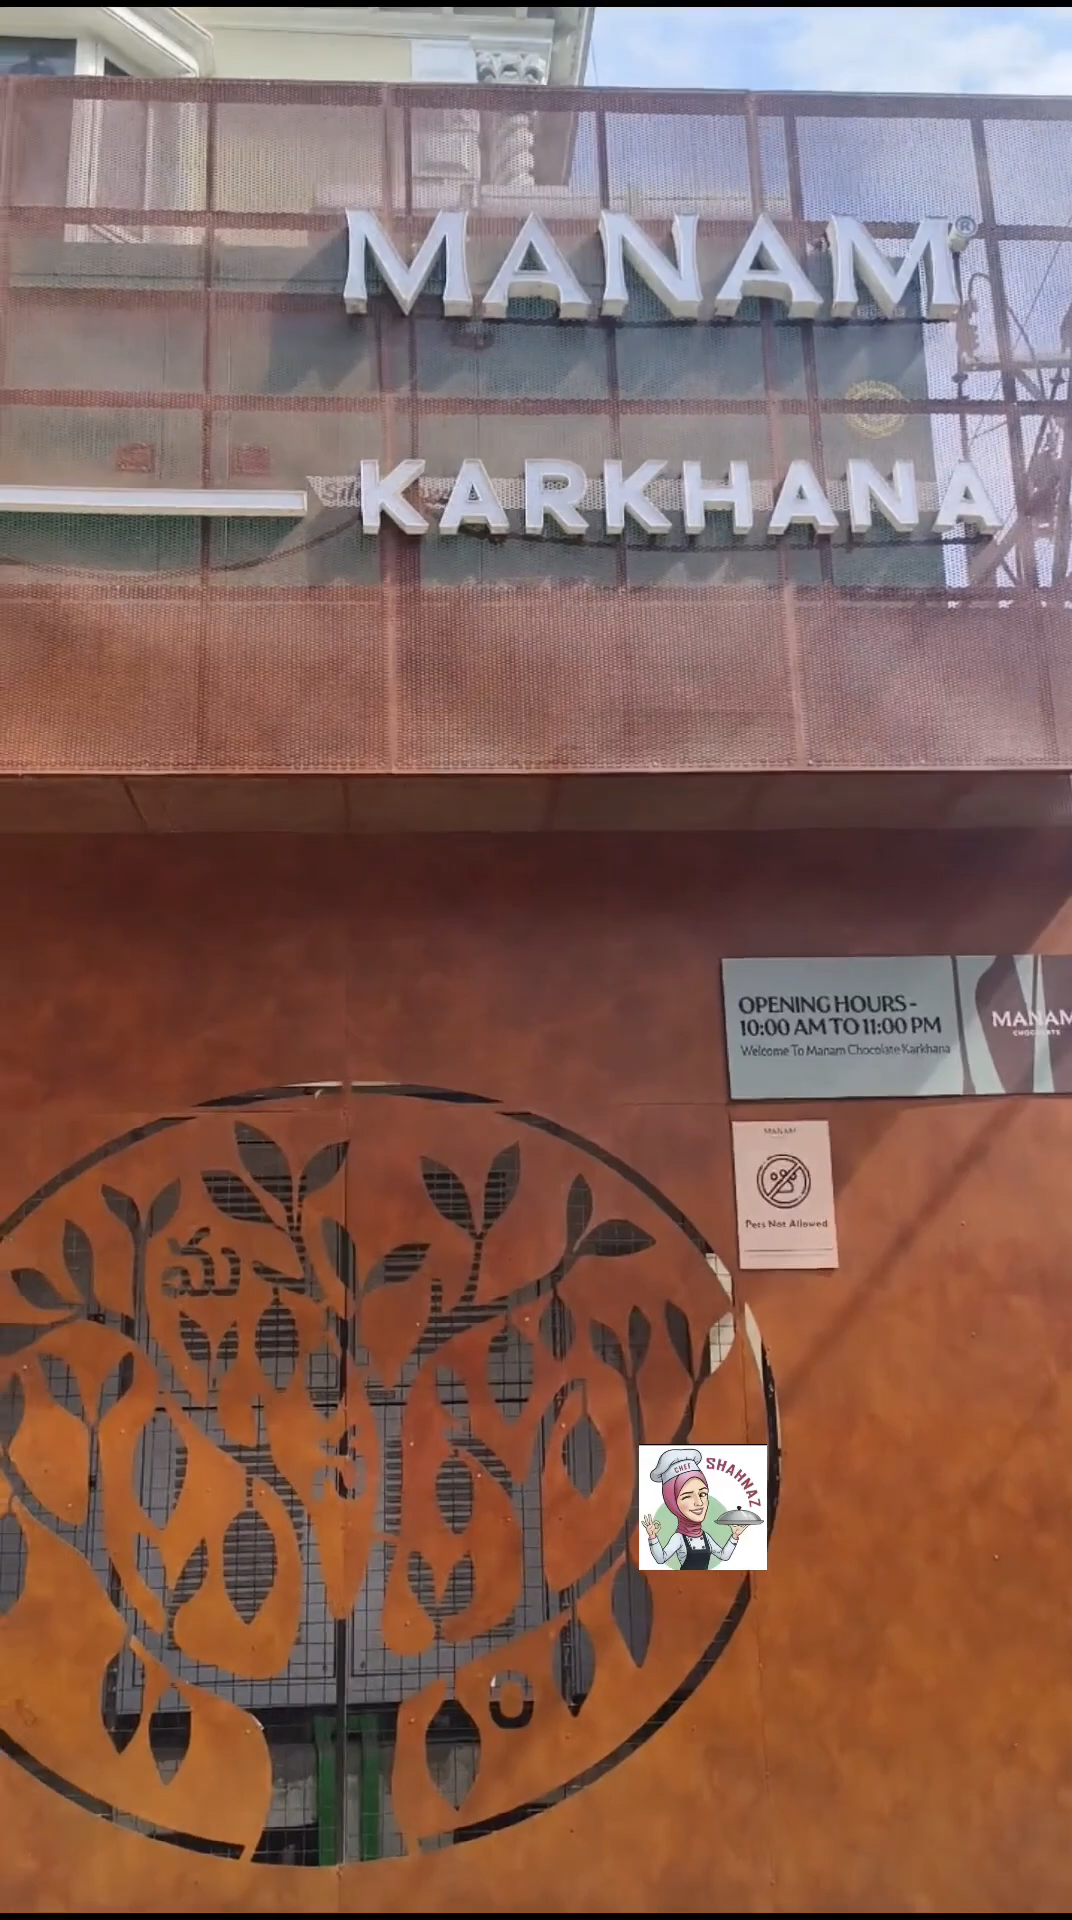 MANAM®
KARKHANA
OPENING HOURS -
10:00 AM TO 11:00 PM
Welcome To Manam Chocolate Karkhana
MANAM
CHOCOLATE
MANAM
Pets Not Allowed
మ
న
ం
CHEF SHAHNAZ